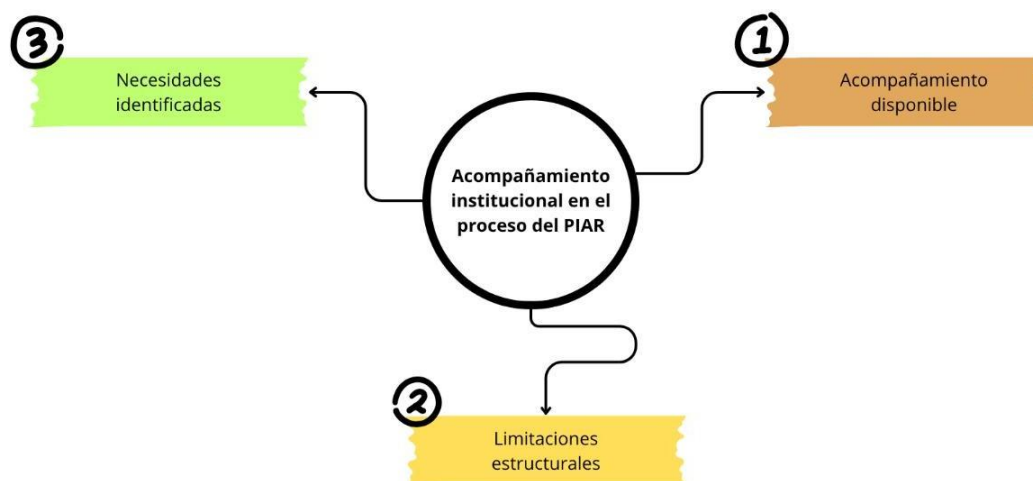 3
Necesidades
identificadas
1
Acompañamiento
disponible
Acompañamiento
institucional en el
proceso del PIAR
2
Limitaciones
estructurales